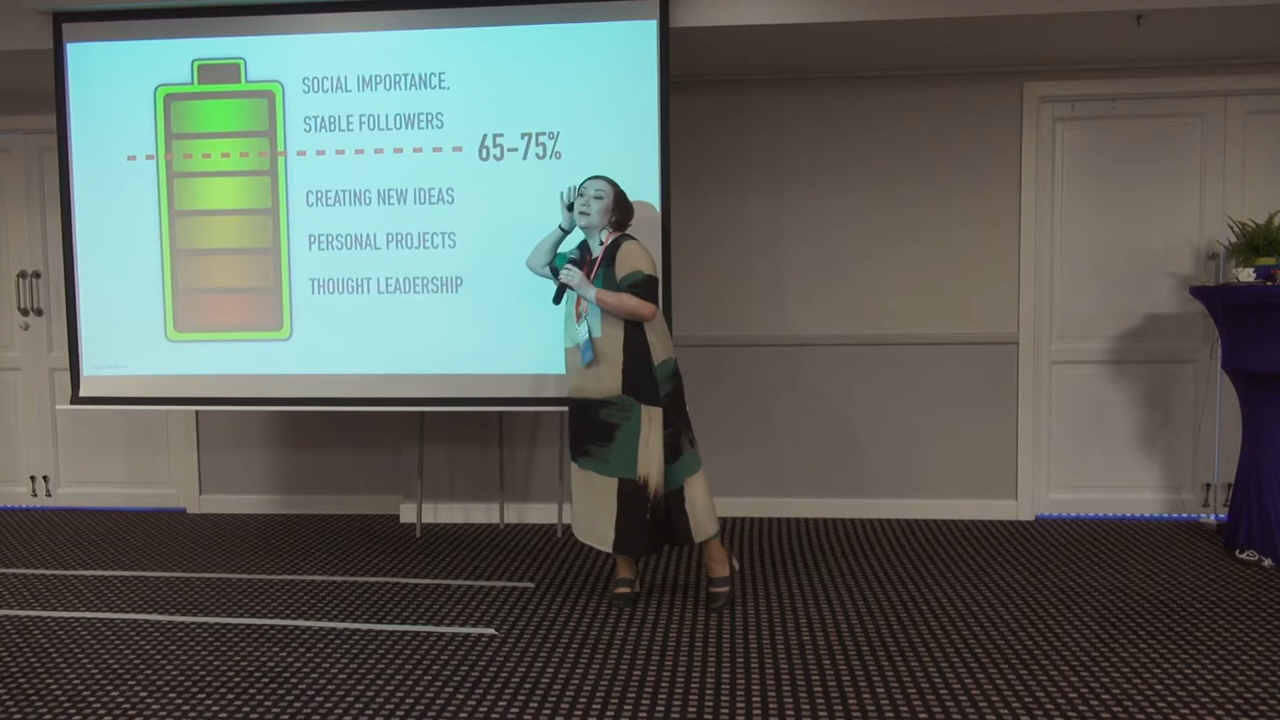 SOCIAL IMPORTANCE,
STABLE FOLLOWERS
65-75%
CREATING NEW IDEAS
PERSONAL PROJECTS
THOUGHT LEADERSHIP